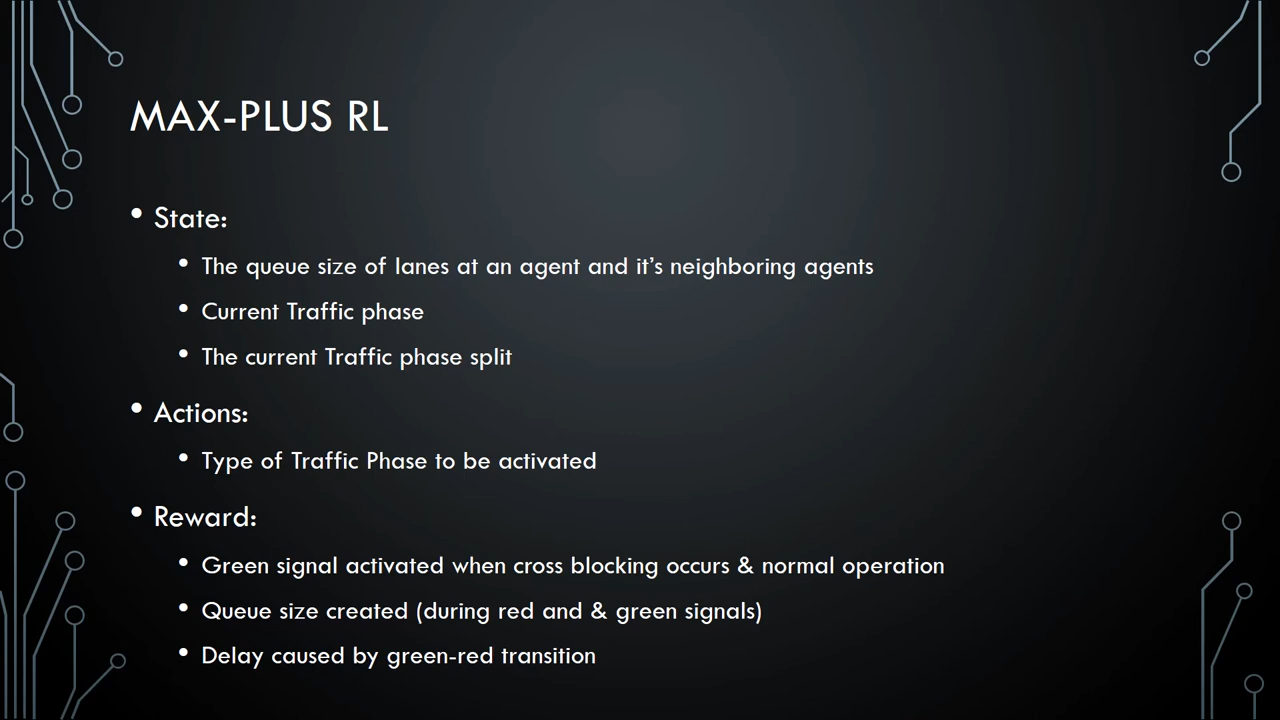 MAX-PLUS RL
• State:
• The queue size of lanes at an agent and it’s neighboring agents
• Current Traffic phase
• The current Traffic phase split
• Actions:
• Type of Traffic Phase to be activated
• Reward:
• Green signal activated when cross blocking occurs & normal operation
• Queue size created (during red and & green signals)
• Delay caused by green-red transition